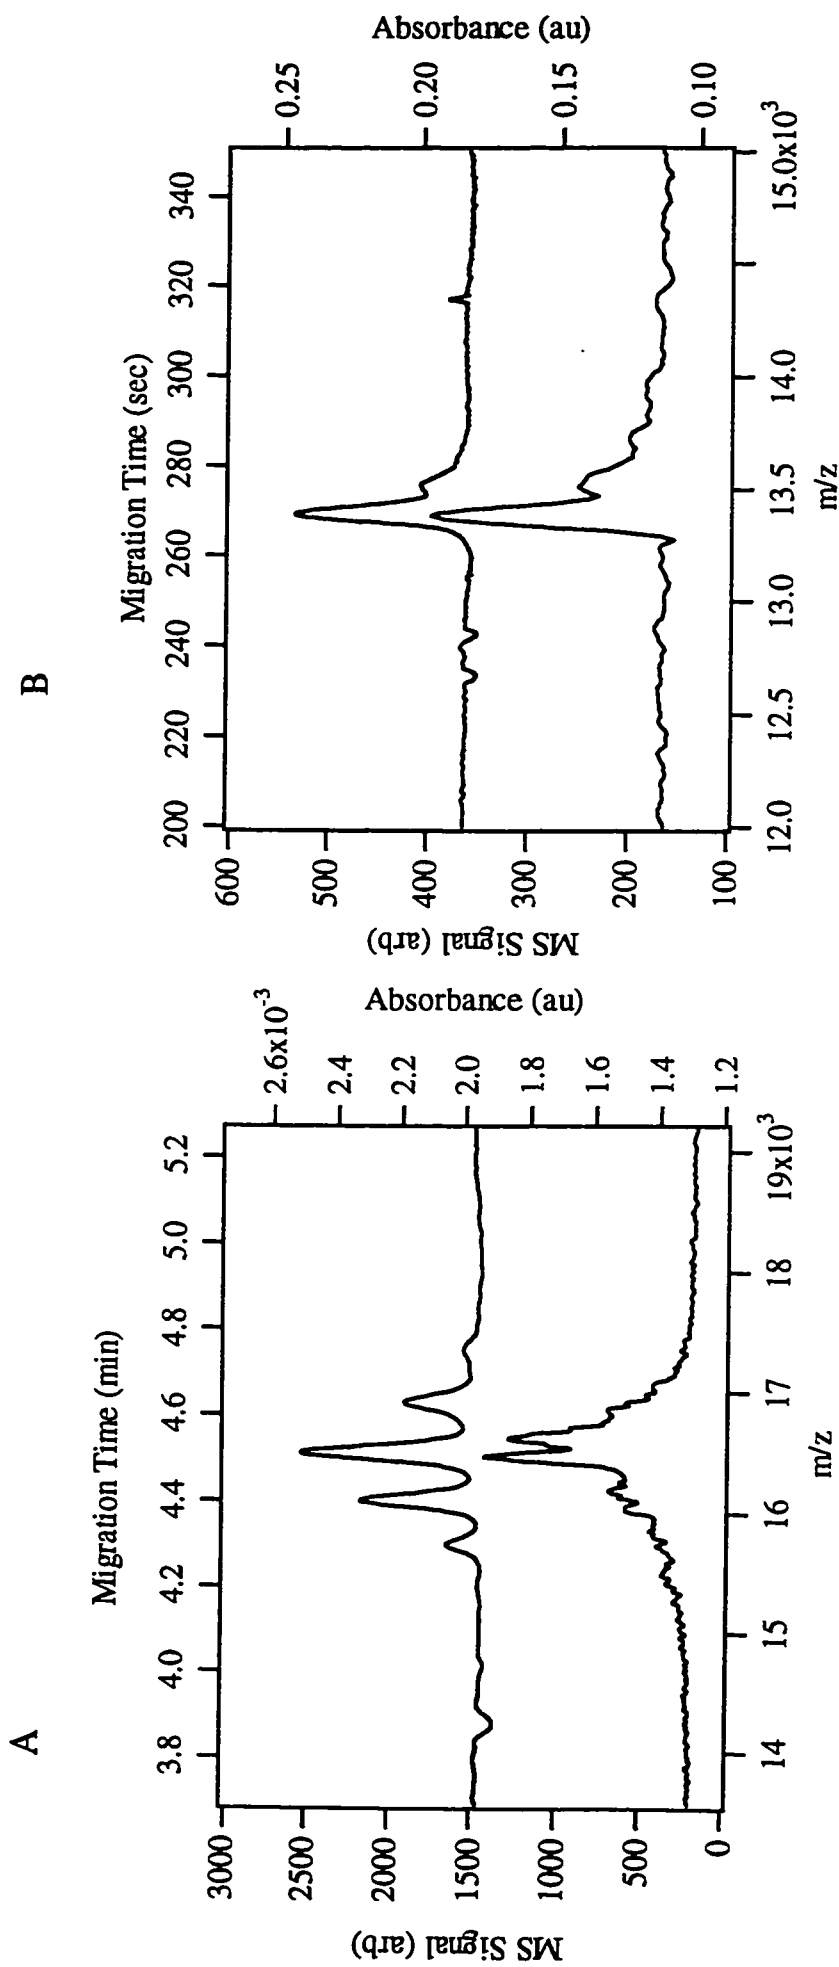 A
Migration Time (min)
3.8 4.0 4.2 4.4 4.6 4.8 5.0 5.2
3000
2500
2000
1500
1000
500
0
MS Signal (arb)
2.6x10-3
2.4
2.2
2.0
1.8
1.6
1.4
1.2
Absorbance (au)
14 15 16 17 18 19x10³
m/z
B
Migration Time (sec)
200 220 240 260 280 300 320 340
600
500
400
300
200
100
MS Signal (arb)
0.25
0.20
0.15
0.10
Absorbance (au)
12.0 12.5 13.0 13.5 14.0 15.0x10³
m/z